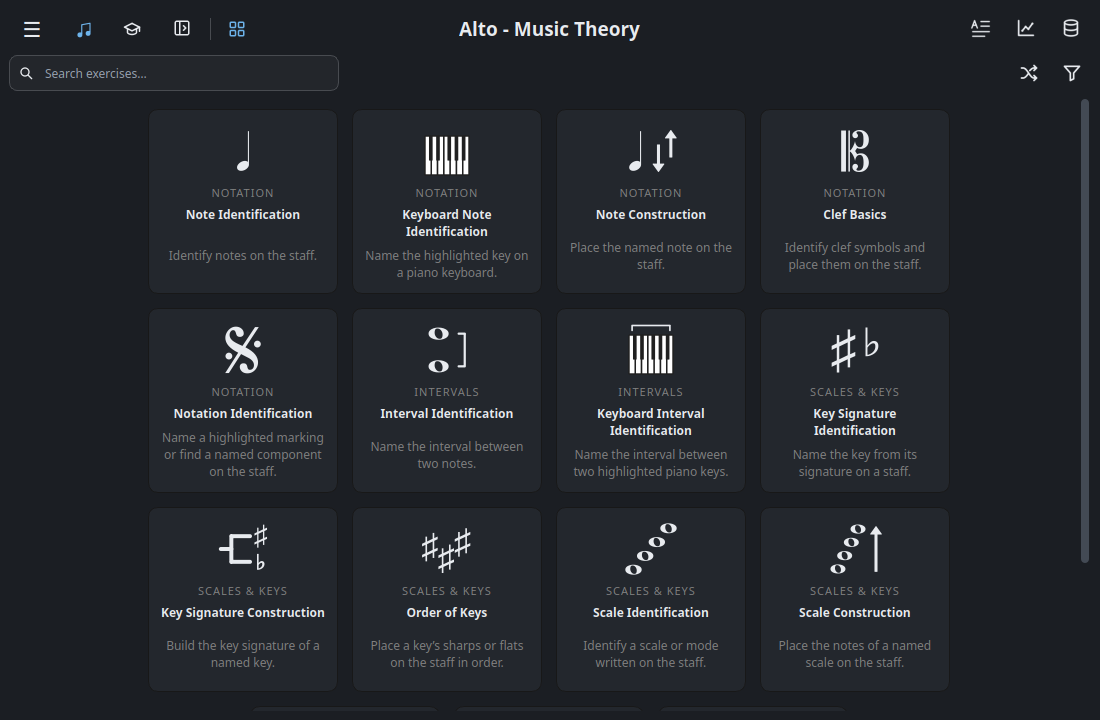 Alto - Music Theory
Search exercises...
NOTATION
Note Identification
Identify notes on the staff.
NOTATION
Keyboard Note
Identification
Name the highlighted key on
a piano keyboard.
NOTATION
Note Construction
Place the named note on the
staff.
NOTATION
Clef Basics
Identify clef symbols and
place them on the staff.
NOTATION
Notation Identification
Name a highlighted marking
or find a named component
on the staff.
INTERVALS
Interval Identification
Name the interval between
two notes.
INTERVALS
Keyboard Interval
Identification
Name the interval between
two highlighted piano keys.
SCALES & KEYS
Key Signature
Identification
Name the key from its
signature on a staff.
SCALES & KEYS
Key Signature Construction
Build the key signature of a
named key.
SCALES & KEYS
Order of Keys
Place a key's sharps or flats
on the staff in order.
SCALES & KEYS
Scale Identification
Identify a scale or mode
written on the staff.
SCALES & KEYS
Scale Construction
Place the notes of a named
scale on the staff.